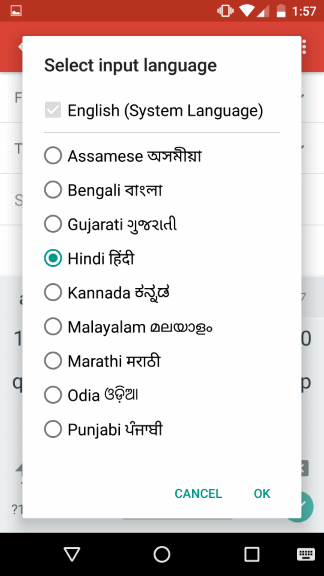 1:57
Select input language
English (System Language)
Assamese অসমীয়া
Bengali বাংলা
Gujarati ગુજરાતી
Hindi हिंदी
Kannada ಕನ್ನಡ
Malayalam മലയാളം
Marathi मराठी
Odia ଓଡ଼ିଆ
Punjabi ਪੰਜਾਬੀ
CANCEL OK
?1